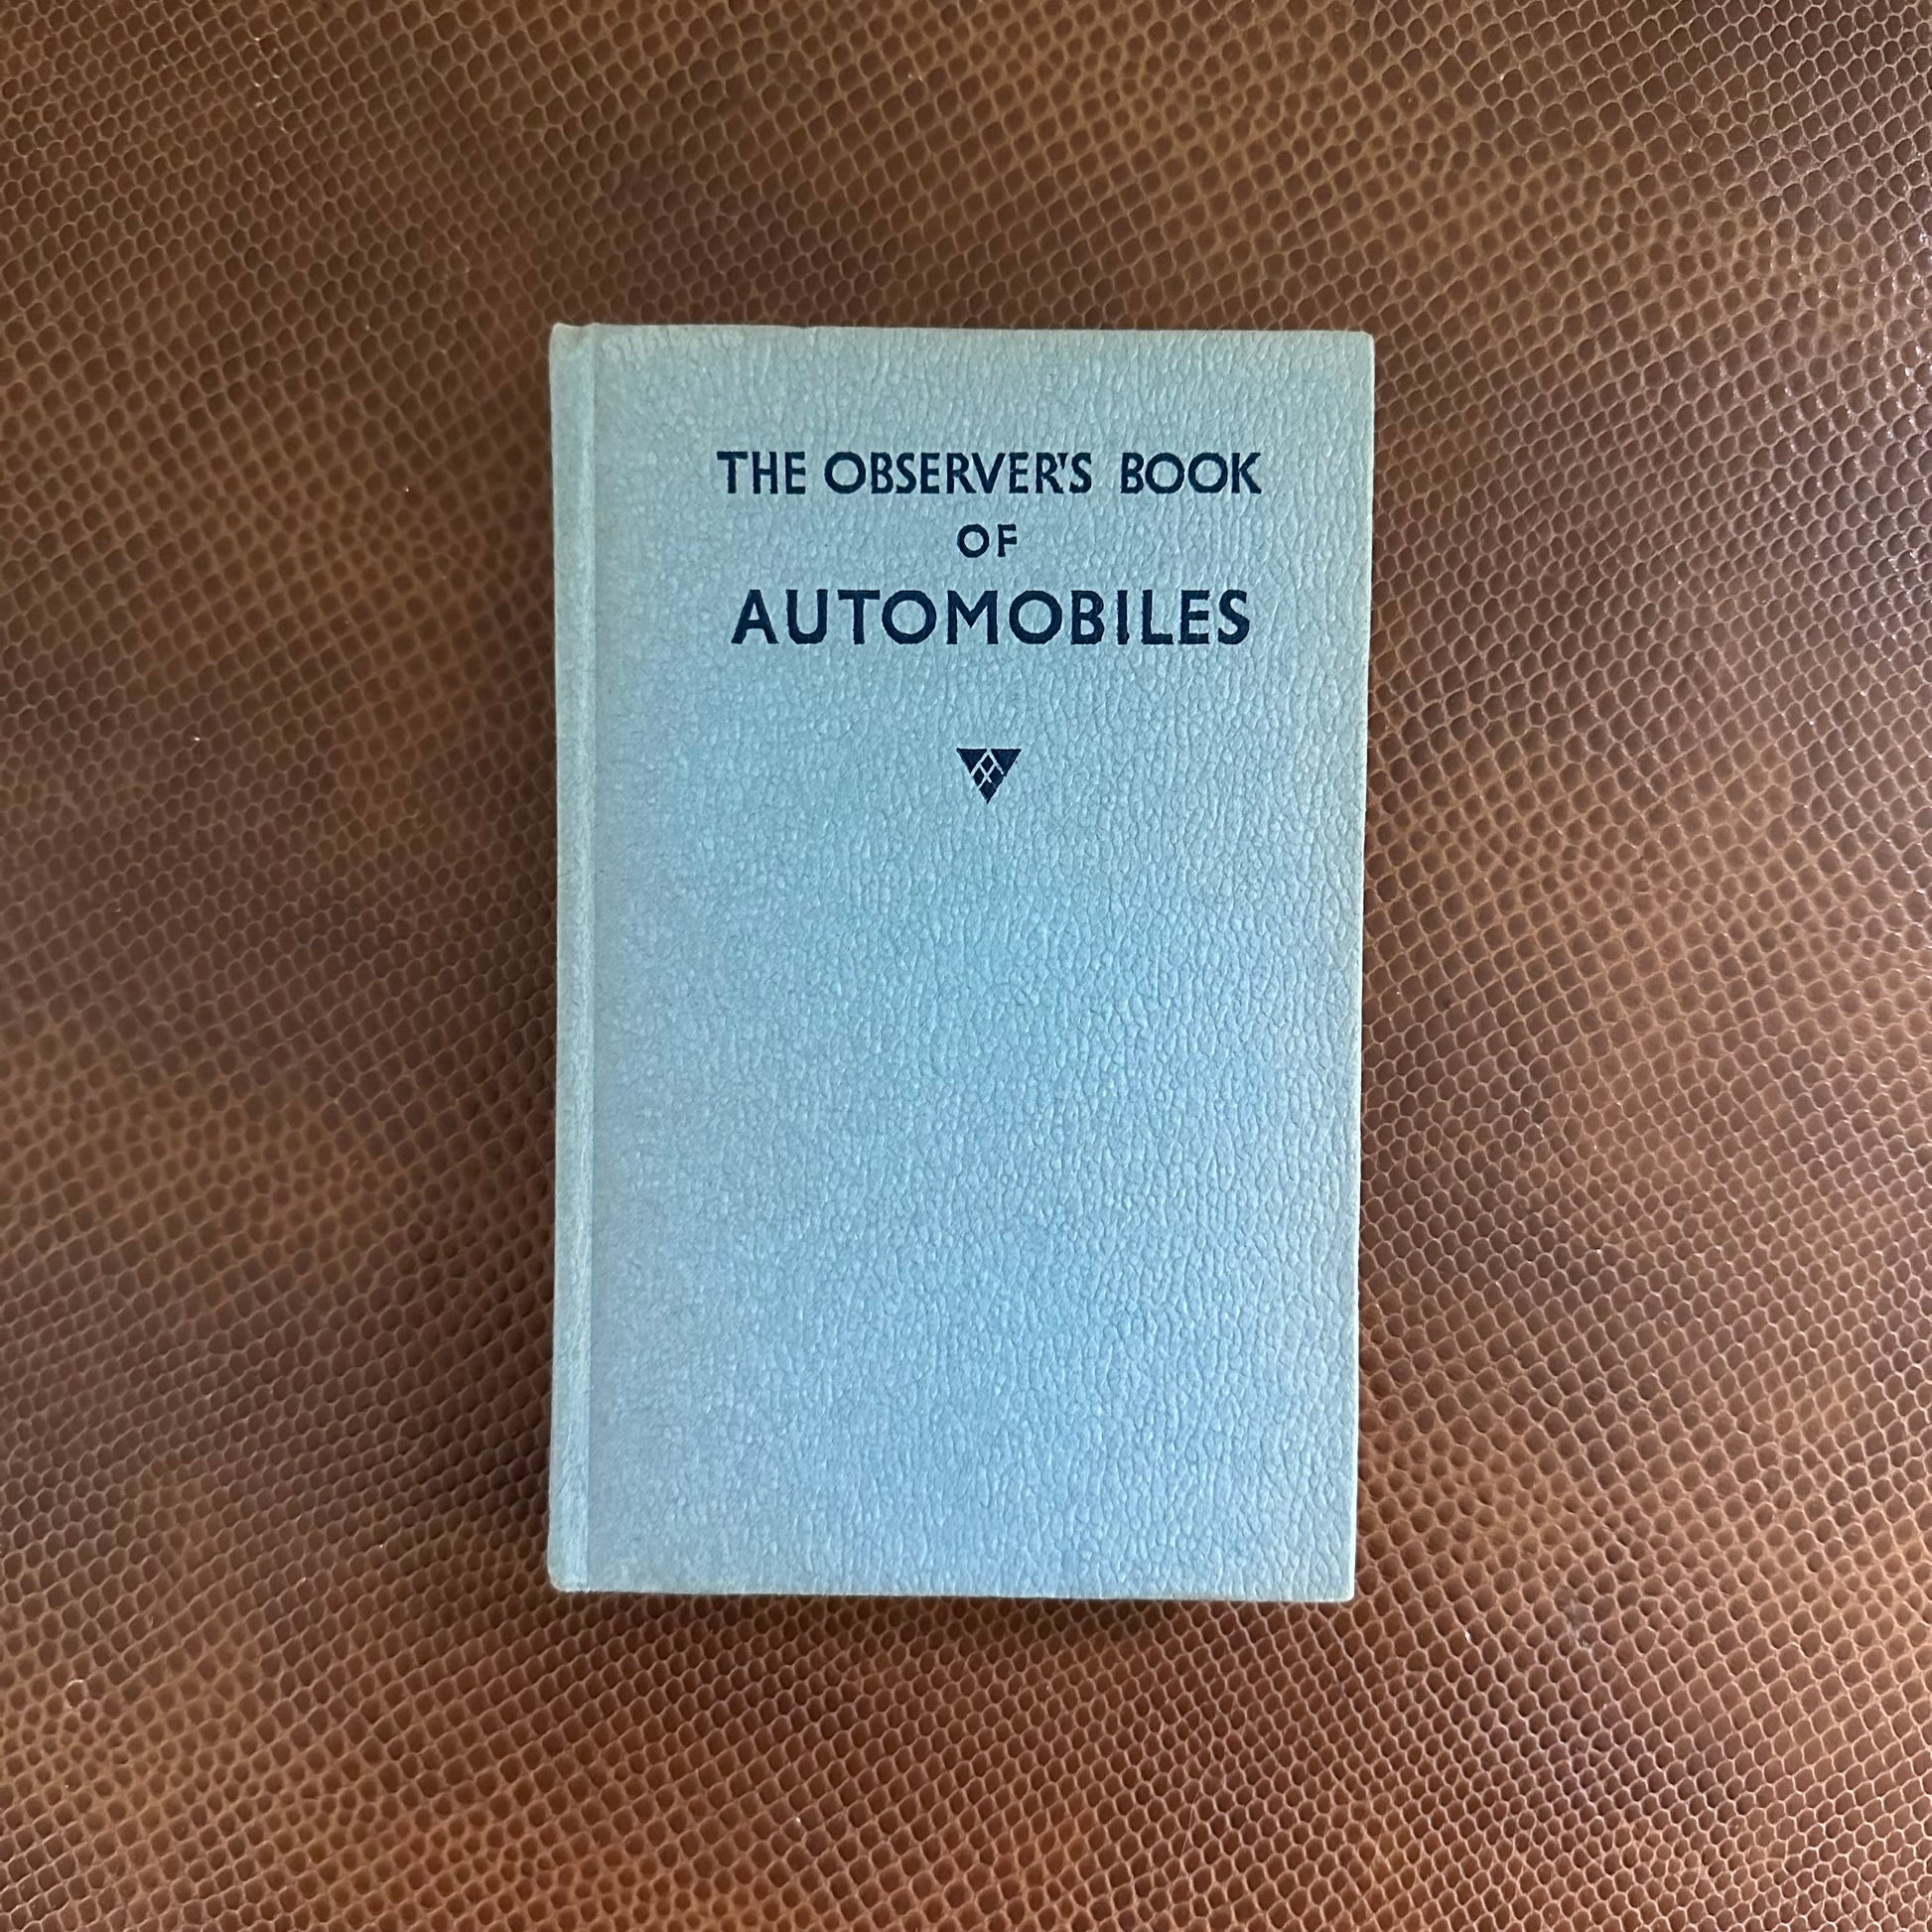 THE OBSERVER'S BOOK
OF
AUTOMOBILES